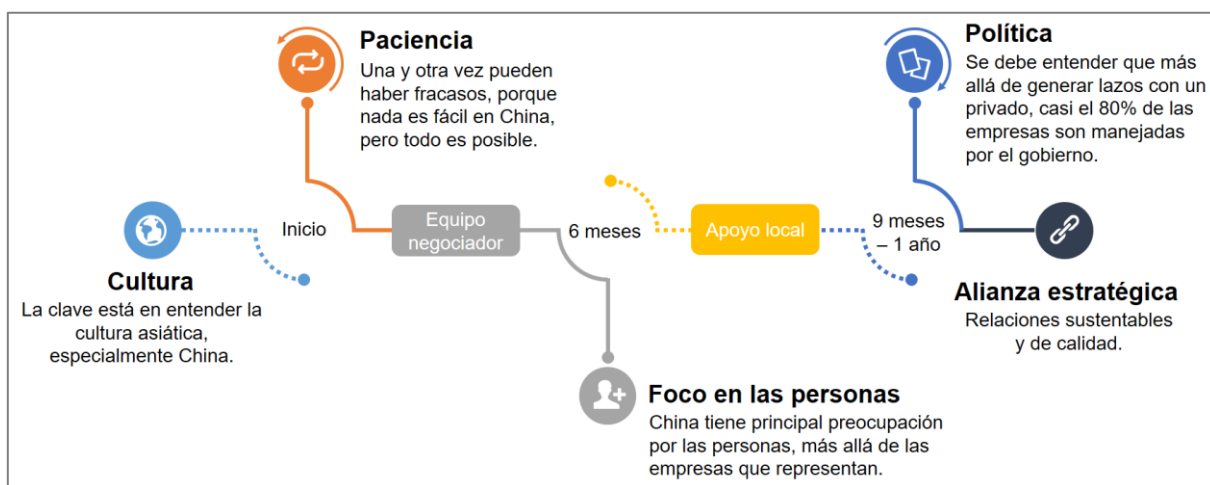 Paciencia
Una y otra vez pueden
haber fracasos, porque
nada es fácil en China,
pero todo es posible.
Política
Se debe entender que más
allá de generar lazos con un
privado, casi el 80% de las
empresas son manejadas
por el gobierno.
Inicio
Equipo
negociador
6 meses
Apoyo local
9 meses
– 1 año
Cultura
La clave está en entender la
cultura asiática,
especialmente China.
Alianza estratégica
Relaciones sustentables
y de calidad.
Foco en las personas
China tiene principal preocupación
por las personas, más allá de las
empresas que representan.